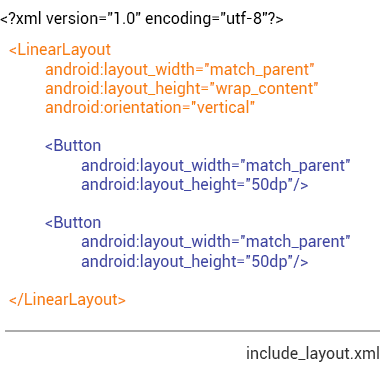 <?xml version="1.0" encoding="utf-8"?>
<LinearLayout
android:layout_width="match_parent"
android:layout_height="wrap_content"
android:orientation="vertical"
<Button
android:layout_width="match_parent"
android:layout_height="50dp"/>
<Button
android:layout_width="match_parent"
android:layout_height="50dp"/>
</LinearLayout>
include_layout.xml